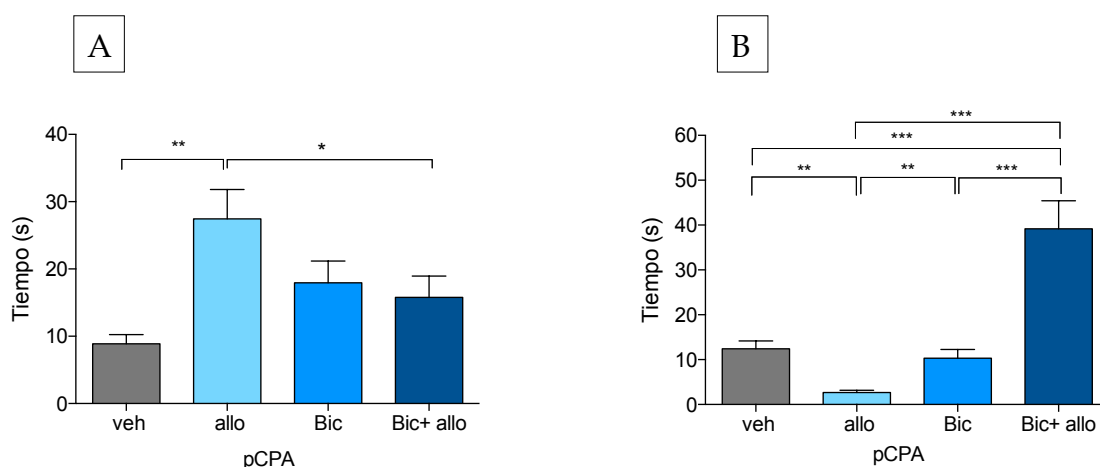 A
Tiempo (s)
40
30
20
10
0
**
*
veh allo Bic Bic+ allo
pCPA
B
Tiempo (s)
60
50
40
30
20
10
0
***
***
** ** ***
veh allo Bic Bic+ allo
pCPA